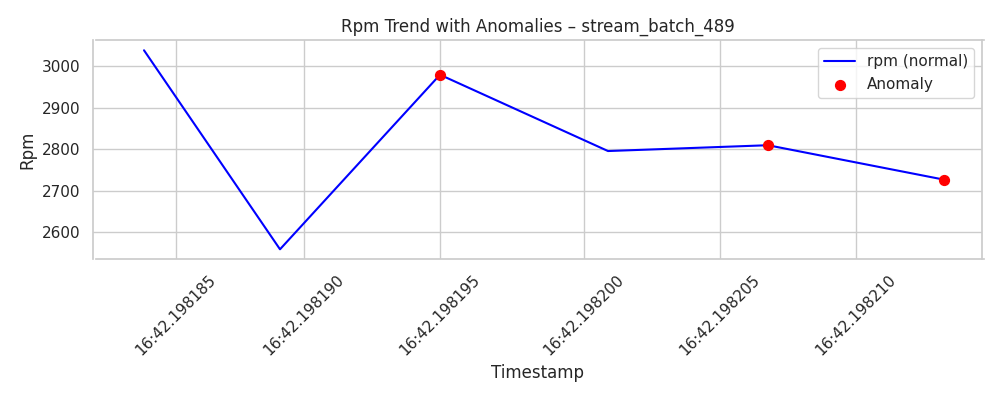 Rpm Trend with Anomalies – stream_batch_489
rpm (normal)
Anomaly
Rpm
3000
2900
2800
2700
2600
16:42.198185
16:42.198190
16:42.198195
16:42.198200
16:42.198205
16:42.198210
Timestamp